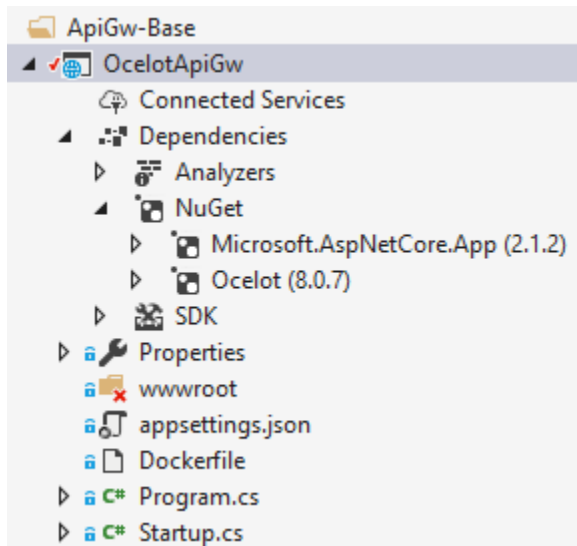 ApiGw-Base
OcelotApiGw
Connected Services
Dependencies
Analyzers
NuGet
Microsoft.AspNetCore.App (2.1.2)
Ocelot (8.0.7)
SDK
Properties
wwwroot
appsettings.json
Dockerfile
C# Program.cs
C# Startup.cs